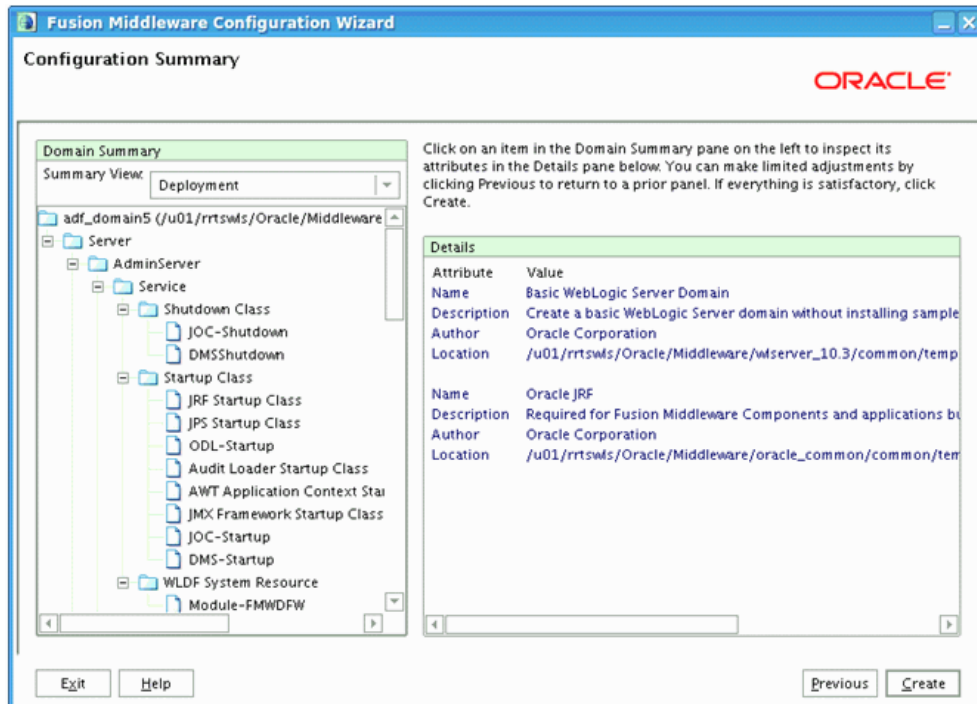 Fusion Middleware Configuration Wizard
Configuration Summary
ORACLE
Domain Summary
Summary View:
Deployment
adf_domain5 (/u01/rrtswls/Oracle/Middleware
Server
AdminServer
Service
Shutdown Class
JOC-Shutdown
DMSShutdown
Startup Class
JRF Startup Class
JPS Startup Class
ODL-Startup
Audit Loader Startup Class
AWT Application Context Star
JMX Framework Startup Class
JOC-Startup
DMS-Startup
WLDF System Resource
Module-FMWDFW
Click on an item in the Domain Summary pane on the left to inspect its
attributes in the Details pane below. You can make limited adjustments by
clicking Previous to return to a prior panel. If everything is satisfactory, click
Create.
Details
Attribute Value
Name Basic WebLogic Server Domain
Description Create a basic WebLogic Server domain without installing sample
Author Oracle Corporation
Location /u01/rrtswls/Oracle/Middleware/wlserver_10.3/common/temp
Name Oracle JRF
Description Required for Fusion Middleware Components and applications bu
Author Oracle Corporation
Location /u01/rrtswls/Oracle/Middleware/oracle_common/common/tem
Exit Help Previous Create